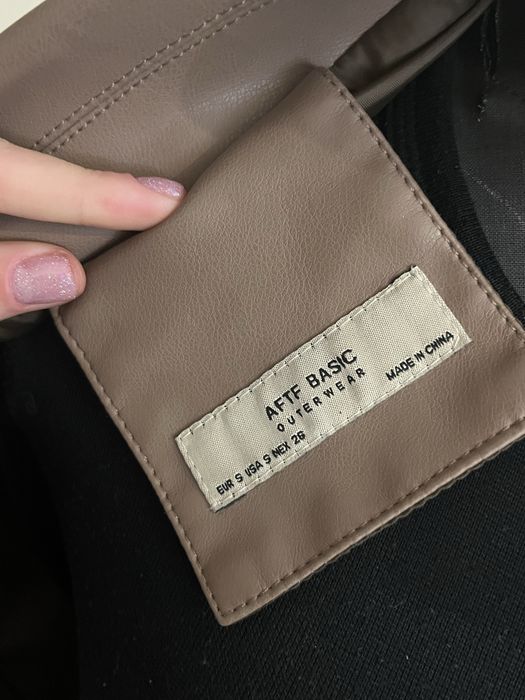 AFTF BASIC
OUTERWEAR
EUR S USA S MEX 26
MADE IN CHINA